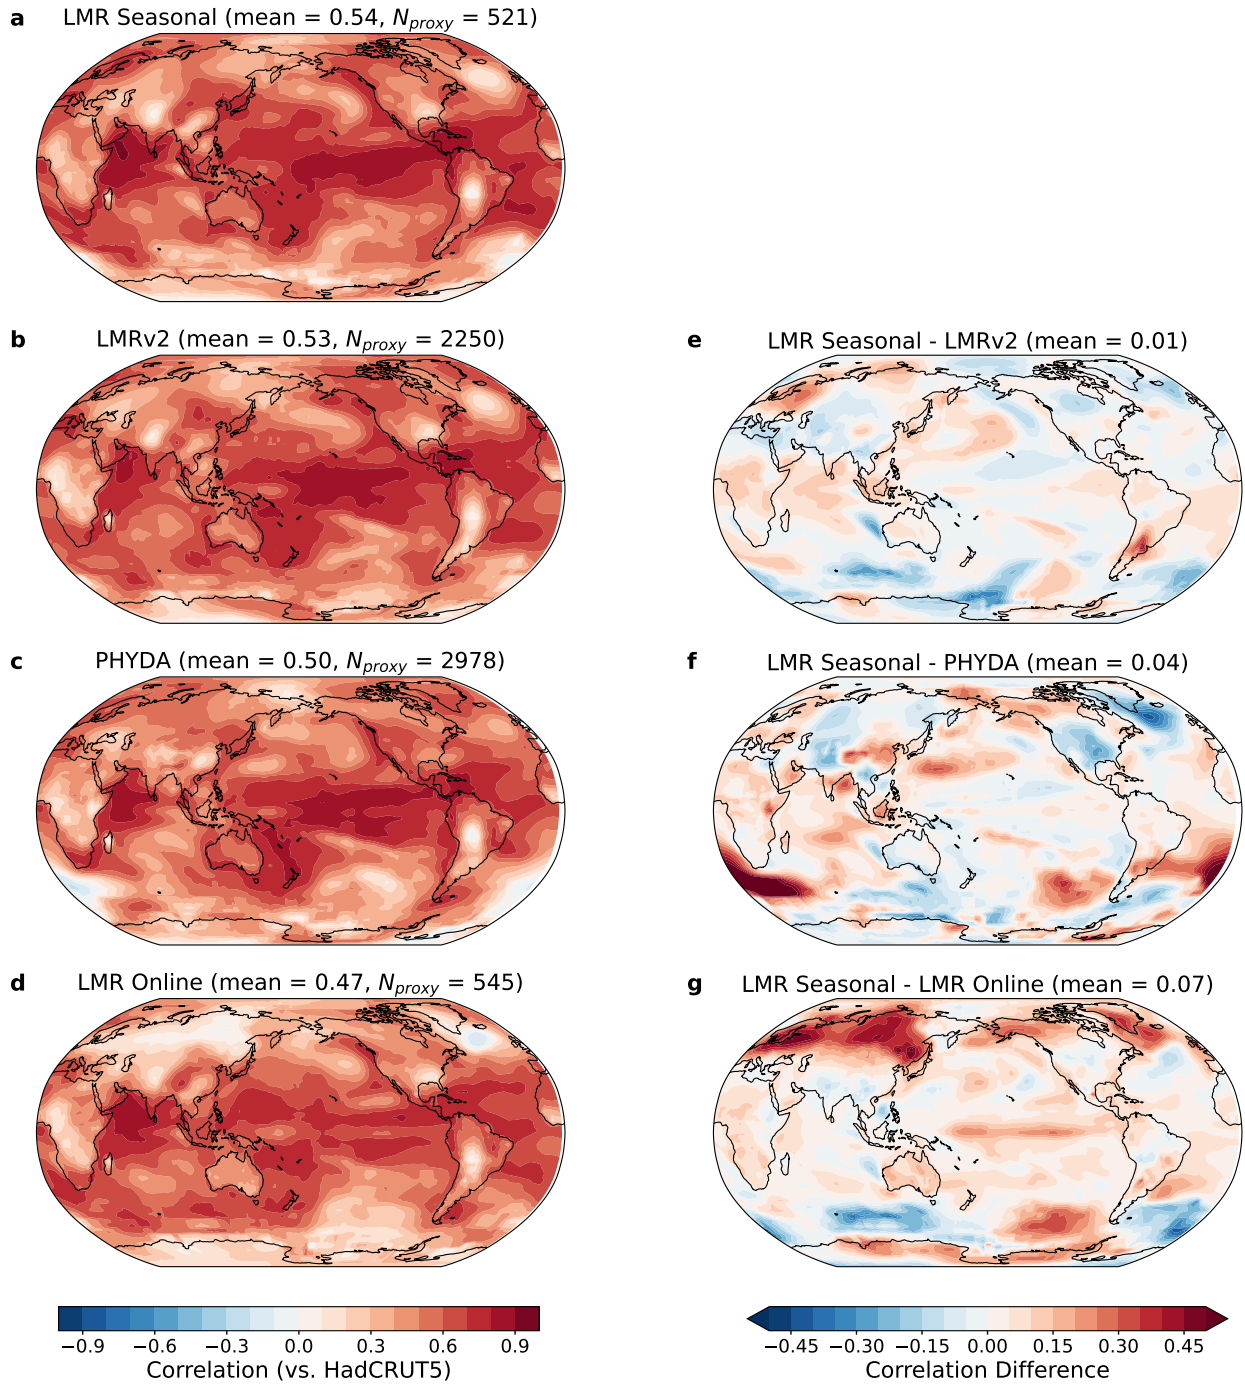 a LMR Seasonal (mean = 0.54, N_proxy = 521)
b LMRv2 (mean = 0.53, N_proxy = 2250)
e LMR Seasonal - LMRv2 (mean = 0.01)
c PHYDA (mean = 0.50, N_proxy = 2978)
f LMR Seasonal - PHYDA (mean = 0.04)
d LMR Online (mean = 0.47, N_proxy = 545)
g LMR Seasonal - LMR Online (mean = 0.07)
−0.9 −0.6 −0.3 0.0 0.3 0.6 0.9
Correlation (vs. HadCRUT5)
−0.45 −0.30 −0.15 0.00 0.15 0.30 0.45
Correlation Difference